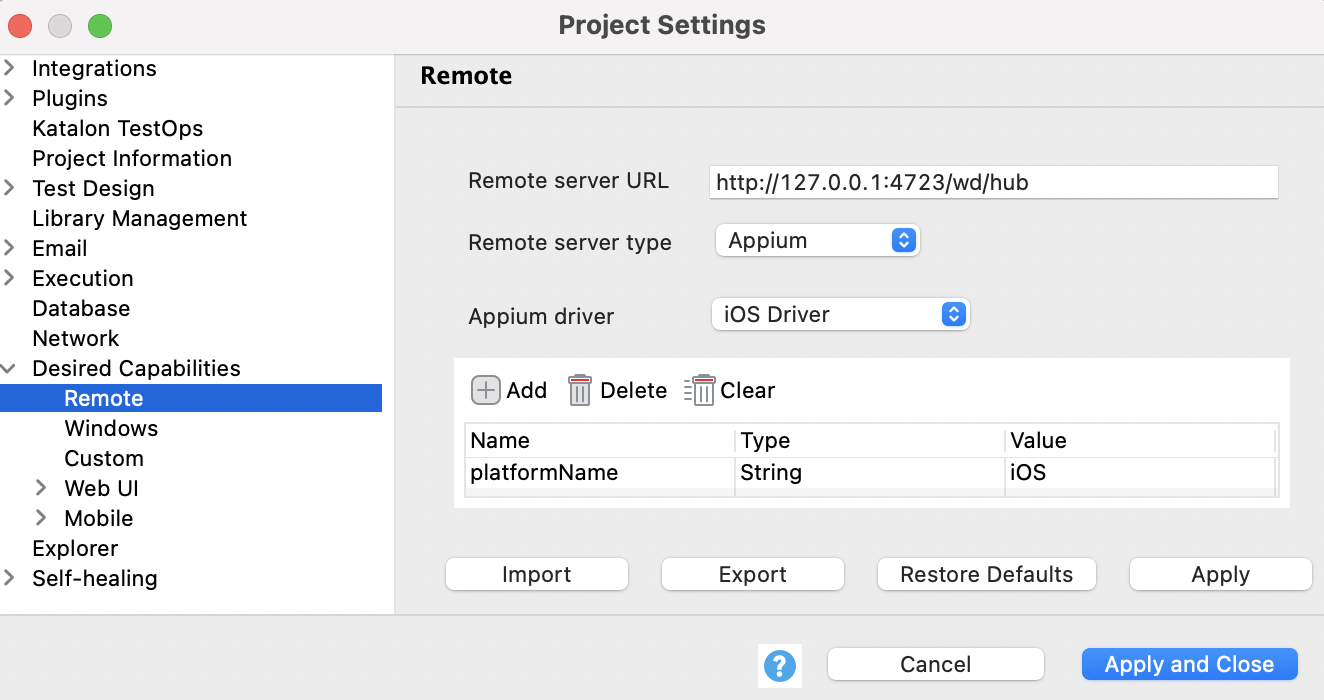 Project Settings
Integrations
Plugins
Katalon TestOps
Project Information
Test Design
Library Management
Email
Execution
Database
Network
Desired Capabilities
Remote
Windows
Custom
Web UI
Mobile
Explorer
Self-healing
Remote
Remote server URL http://127.0.0.1:4723/wd/hub
Remote server type Appium
Appium driver iOS Driver
Add Delete Clear
Name Type Value
platformName String iOS
Import Export Restore Defaults Apply
? Cancel Apply and Close